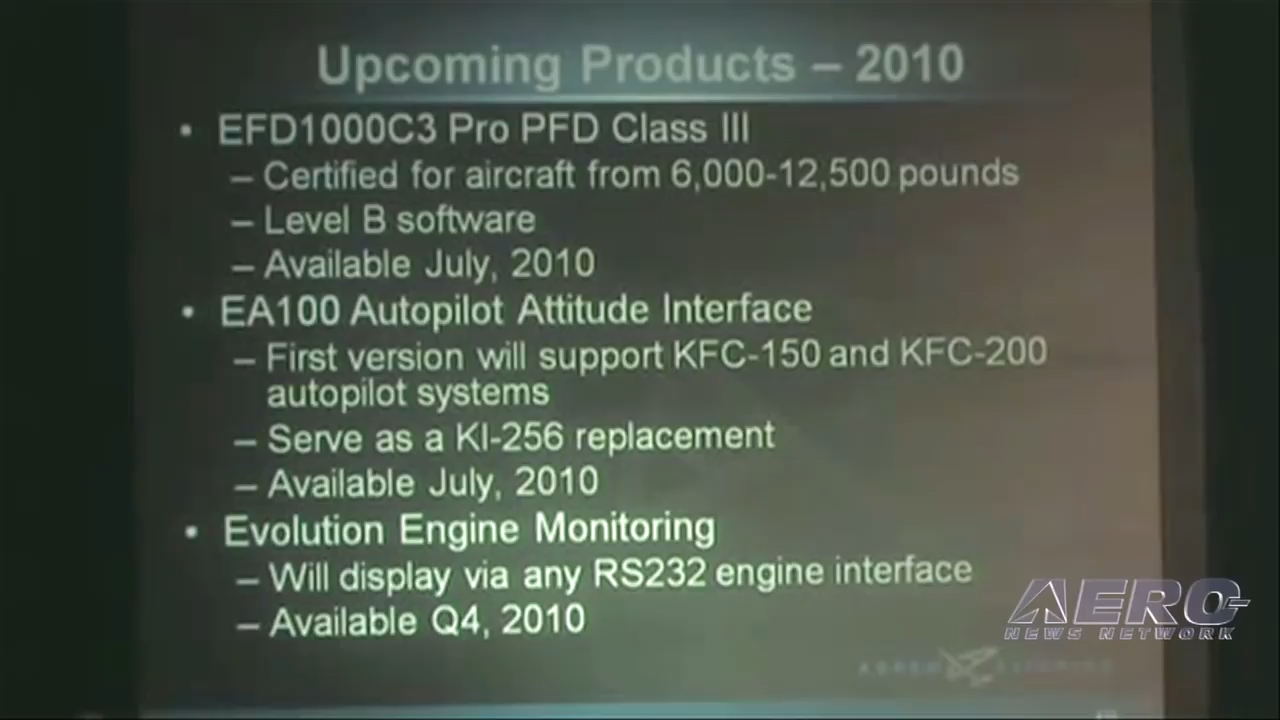 Upcoming Products – 2010
• EFD1000C3 Pro PFD Class III
– Certified for aircraft from 6,000-12,500 pounds
– Level B software
– Available July, 2010
• EA100 Autopilot Attitude Interface
– First version will support KFC-150 and KFC-200
autopilot systems
– Serve as a KI-256 replacement
– Available July, 2010
• Evolution Engine Monitoring
– Will display via any RS232 engine interface
– Available Q4, 2010
AERO
NEWS NETWORK